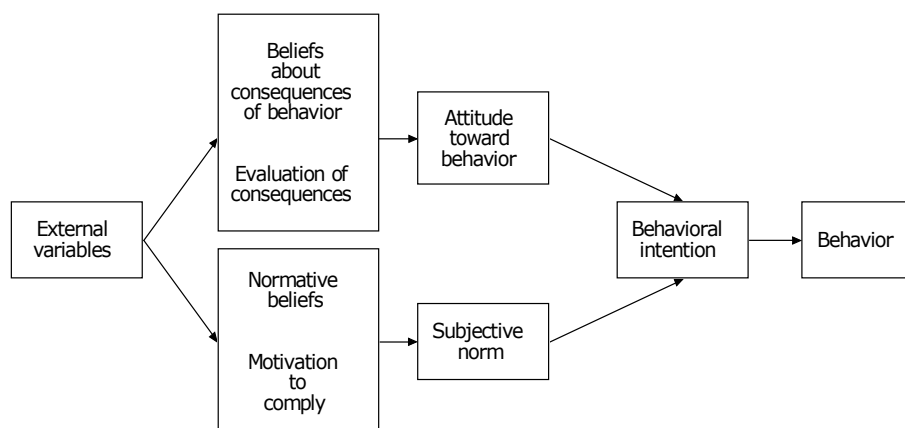 External
variables
Beliefs
about
consequences
of behavior
Evaluation of
consequences
Normative
beliefs
Motivation
to
comply
Attitude
toward
behavior
Subjective
norm
Behavioral
intention
Behavior